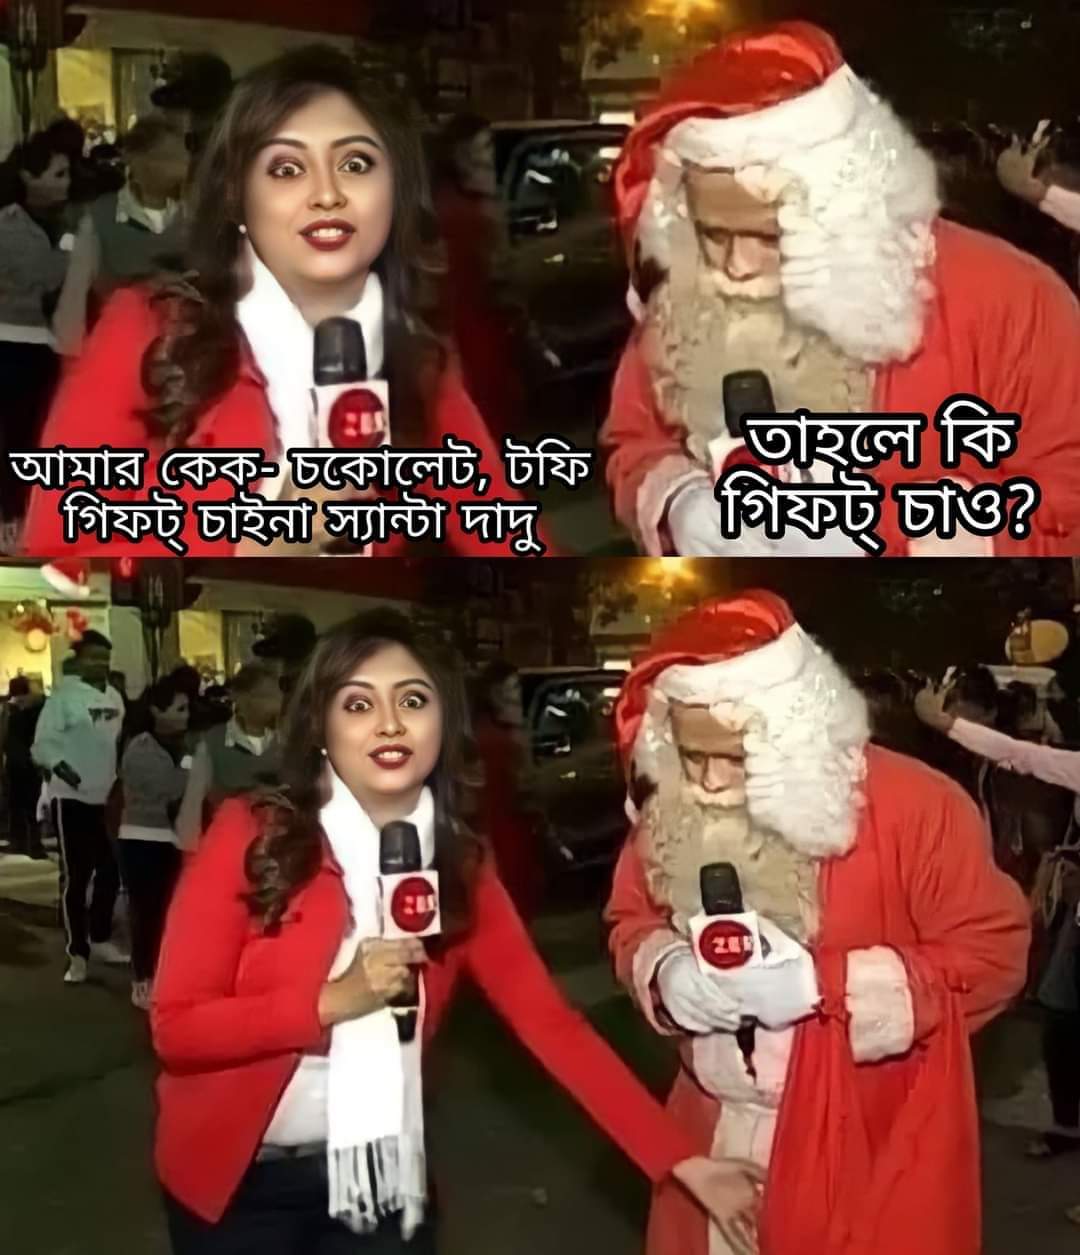 আমার কেক- চকোলেট, টফি
গিফট্ চাইনা স্যান্টা দাদু
তাহলে কি
গিফট্ চাও?